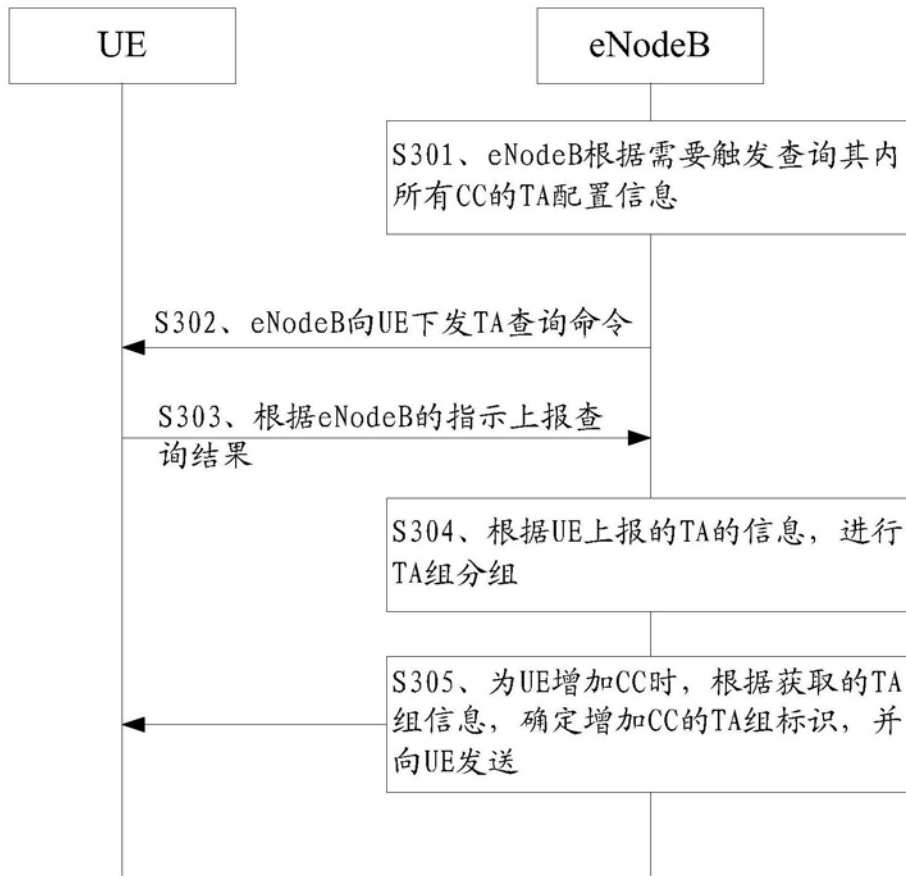 UE
eNodeB
S301、eNodeB根据需要触发查询其内
所有CC的TA配置信息
S302、eNodeB向UE下发TA查询命令
S303、根据eNodeB的指示上报查
询结果
S304、根据UE上报的TA的信息，进行
TA组分组
S305、为UE增加CC时，根据获取的TA
组信息，确定增加CC的TA组标识，并
向UE发送